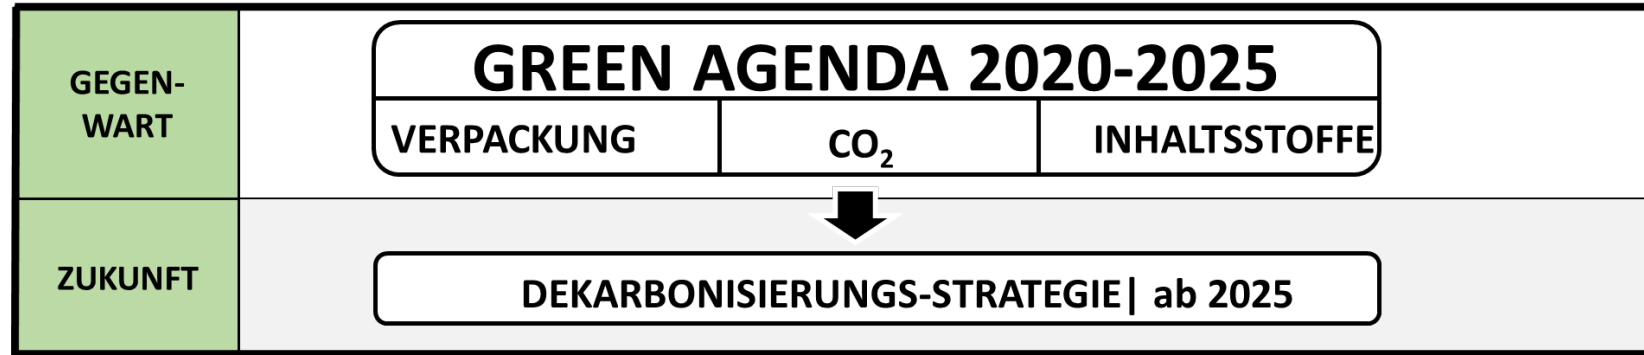 GEGEN-
WART
GREEN AGENDA 2020-2025
VERPACKUNG
CO₂
INHALTSSTOFFE
ZUKUNFT
DEKARBONISIERUNGS-STRATEGIE| ab 2025